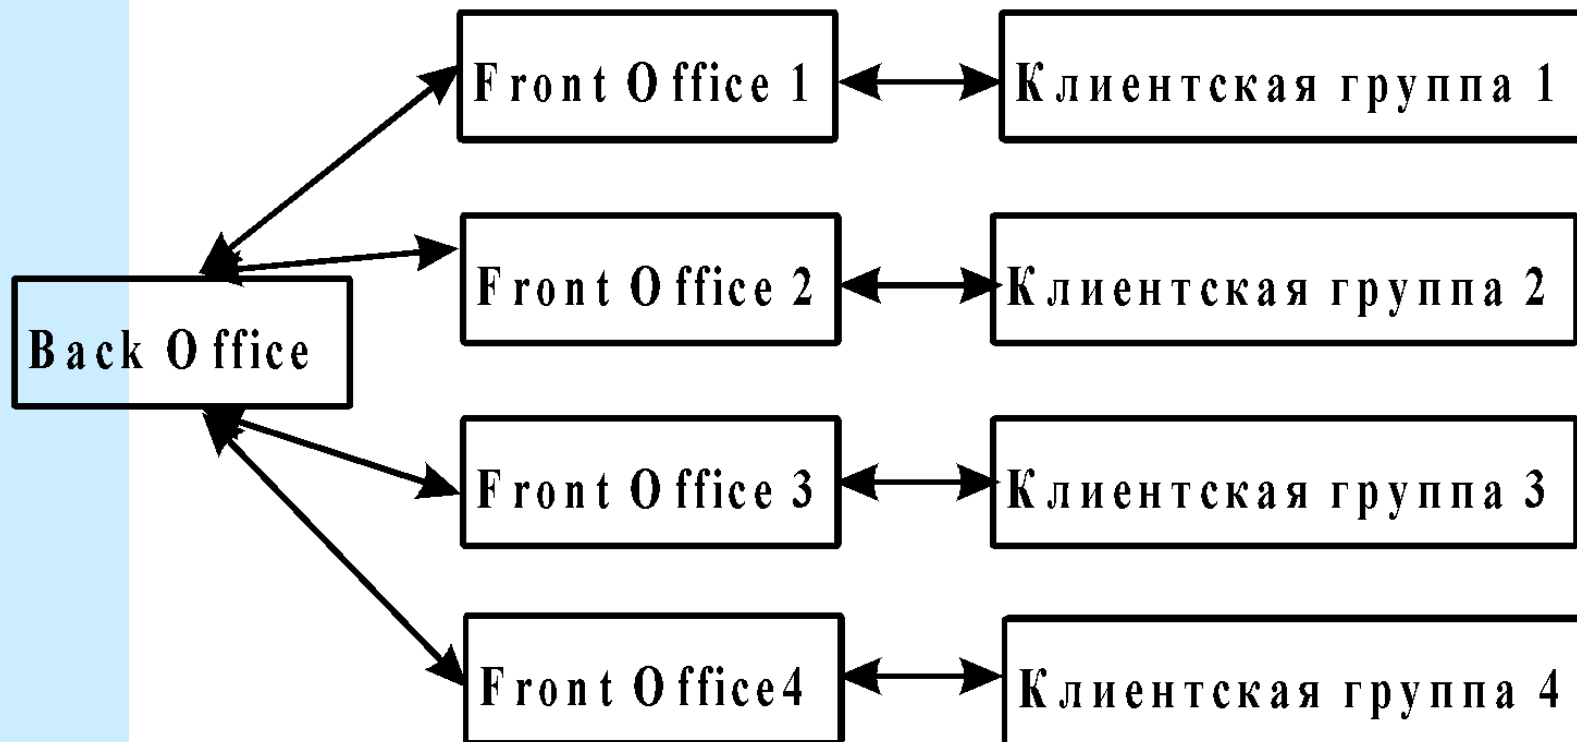 Front Office 1
Клиентская группа 1
Front Office 2
Клиентская группа 2
Back Office
Front Office 3
Клиентская группа 3
Front Office4
Клиентская группа 4